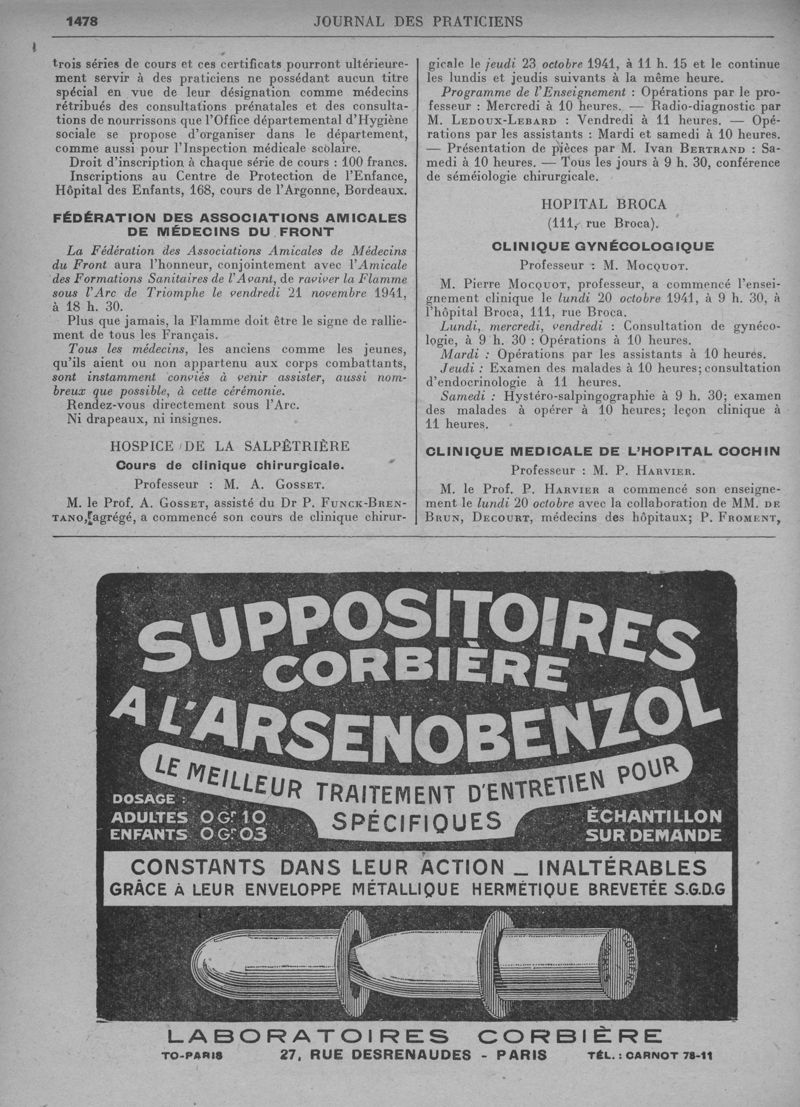 1478
JOURNAL DES PRATICIENS
trois séries de cours et ces certificats pourront ultérieure-
ment servir à des praticiens ne possédant aucun titre
spécial en vue de leur désignation comme médecins
rétribués des consultations prénatales et des consulta-
tions de nourrissons que l'Office départemental d'Hygiène
sociale se propose d'organiser dans le département,
comme aussi pour l'Inspection médicale scolaire.
Droit d'inscription à chaque série de cours : 100 francs.
Inscriptions au Centre de Protection de l'Enfance,
Hôpital des Enfants, 168, cours de l'Argonne, Bordeaux.
FÉDÉRATION DES ASSOCIATIONS AMICALES
DE MÉDECINS DU FRONT
La Fédération des Associations Amicales de Médecins
du Front aura l'honneur, conjointement avec l'Amicale
des Formations Sanitaires de l'Avant, de raviver la Flamme
sous l'Arc de Triomphe le vendredi 21 novembre 1941,
à 18 h. 30.
Plus que jamais, la Flamme doit être le signe de rallie-
ment de tous les Français.
Tous les médecins, les anciens comme les jeunes,
qu'ils aient ou non appartenu aux corps combattants,
sont instamment conviés à venir assister, aussi nom-
breux que possible, à cette cérémonie.
Rendez-vous directement sous l'Arc.
Ni drapeaux, ni insignes.
HOSPICE DE LA SALPÊTRIÈRE
Cours de clinique chirurgicale.
Professeur : M. A. GOSSET.
M. le Prof. A. GOSSET, assisté du Dr P. FUNCK-BREN-
TANO, agrégé, a commencé son cours de clinique chirur-
gicale le jeudi 23 octobre 1941, à 11 h. 15 et le continue
les lundis et jeudis suivants à la même heure.
Programme de l'Enseignement : Opérations par le pro-
fesseur : Mercredi à 10 heures. — Radio-diagnostic par
M. LEDOUX-LEBARD : Vendredi à 11 heures. — Opé-
rations par les assistants : Mardi et samedi à 10 heures.
— Présentation de pièces par M. Ivan BERTRAND : Sa-
medi à 10 heures. — Tous les jours à 9 h. 30, conférence
de séméiologie chirurgicale.
HOPITAL BROCA
(111, rue Broca).
CLINIQUE GYNÉCOLOGIQUE
Professeur : M. MOCQUOT.
M. Pierre MOCQUOT, professeur, a commencé l'ensei-
gnement clinique le lundi 20 octobre 1941, à 9 h. 30, à
l'hôpital Broca, 111, rue Broca.
Lundi, mercredi, vendredi : Consultation de gynéco-
logie, à 9 h. 30 : Opérations à 10 heures.
Mardi : Opérations par les assistants à 10 heures.
Jeudi : Examen des malades à 10 heures; consultation
d'endocrinologie à 11 heures.
Samedi : Hystéro-salpingographie à 9 h. 30; examen
des malades à opérer à 10 heures; leçon clinique à
11 heures.
CLINIQUE MEDICALE DE L'HOPITAL COCHIN
Professeur : M. P. HARVIER.
M. le Prof. P. HARVIER a commencé son enseigne-
ment le lundi 20 octobre avec la collaboration de MM. DE
BRUN, DECOURT, médecins des hôpitaux; P. FROMENT,
SUPPOSITOIRES
CORBIÈRE
A L'ARSENOBENZOL
LE MEILLEUR TRAITEMENT D'ENTRETIEN POUR
SPÉCIFIQUES
DOSAGE :
ADULTES 0 Gr 10
ENFANTS 0 Gr 03
ÉCHANTILLON
SUR DEMANDE
CONSTANTS DANS LEUR ACTION _ INALTÉRABLES
GRÂCE A LEUR ENVELOPPE MÉTALLIQUE HERMÉTIQUE BREVETÉE S.G.D.G
CORBIÈRE
PARIS
LABORATOIRES CORBIÈRE
TO-PARIS 27, RUE DESRENAUDES - PARIS TÉL. : CARNOT 78-11